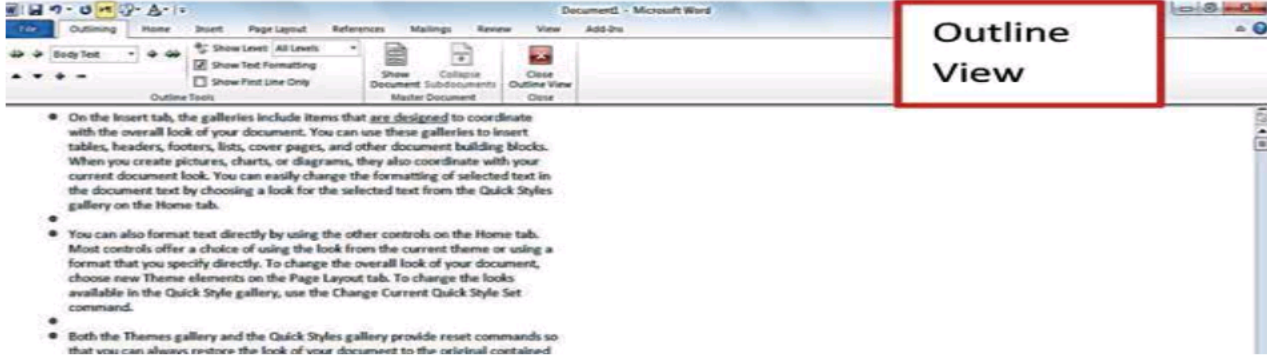 Document1 - Microsoft Word
File Outlining Home Insert Page Layout References Mailings Review View Add-Ins
Outline
View
Body Text
Show Level: All Levels
Show Text Formatting
Show First Line Only
Show
Document
Collapse
Subdocuments
Close
Outline View
Outline Tools Master Document Close
On the Insert tab, the galleries include items that are designed to coordinate
with the overall look of your document. You can use these galleries to insert
tables, headers, footers, lists, cover pages, and other document building blocks.
When you create pictures, charts, or diagrams, they also coordinate with your
current document look. You can easily change the formatting of selected text in
the document text by choosing a look for the selected text from the Quick Styles
gallery on the Home tab.
You can also format text directly by using the other controls on the Home tab.
Most controls offer a choice of using the look from the current theme or using a
format that you specify directly. To change the overall look of your document,
choose new Theme elements on the Page Layout tab. To change the looks
available in the Quick Style gallery, use the Change Current Quick Style Set
command.
Both the Themes gallery and the Quick Styles gallery provide reset commands so
that you can always restore the look of your document to the original contained